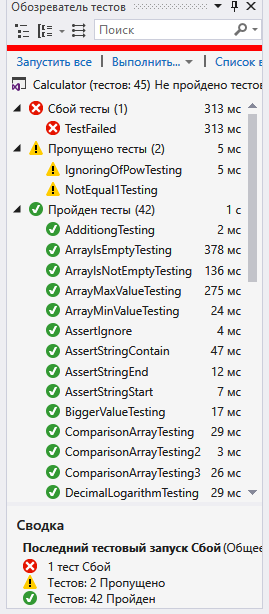 Обозреватель тестов
Поиск
Запустить все | Выполнить... | Список в
Calculator (тестов: 45) Не пройдено тестов
Сбой тесты (1) 313 мс
TestFailed 313 мс
Пропущено тесты (2) 5 мс
IgnoringOfPowTesting 5 мс
NotEqual1Testing
Пройден тесты (42) 1 с
AdditiongTesting 2 мс
ArrayIsEmptyTesting 378 мс
ArrayIsNotEmptyTesting 136 мс
ArrayMaxValueTesting 275 мс
ArrayMinValueTesting 24 мс
AssertIgnore 4 мс
AssertStringContain 47 мс
AssertStringEnd 12 мс
AssertStringStart 7 мс
BiggerValueTesting 17 мс
ComparisonArrayTesting 29 мс
ComparisonArrayTesting2 3 мс
ComparisonArrayTesting3 26 мс
DecimalLogarithmTesting 29 мс
Сводка
Последний тестовый запуск Сбой (Общее
1 тест Сбой
Тестов: 2 Пропущено
Тестов: 42 Пройден